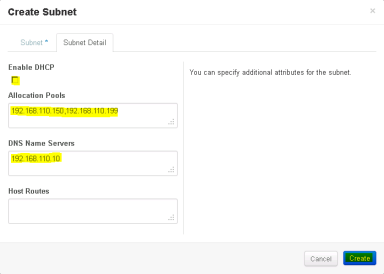 Create Subnet
×
Subnet *
Subnet Detail
Enable DHCP
You can specify additional attributes for the subnet.
Allocation Pools
192.168.110.150,192.168.110.199
DNS Name Servers
192.168.110.10
Host Routes
Cancel
Create